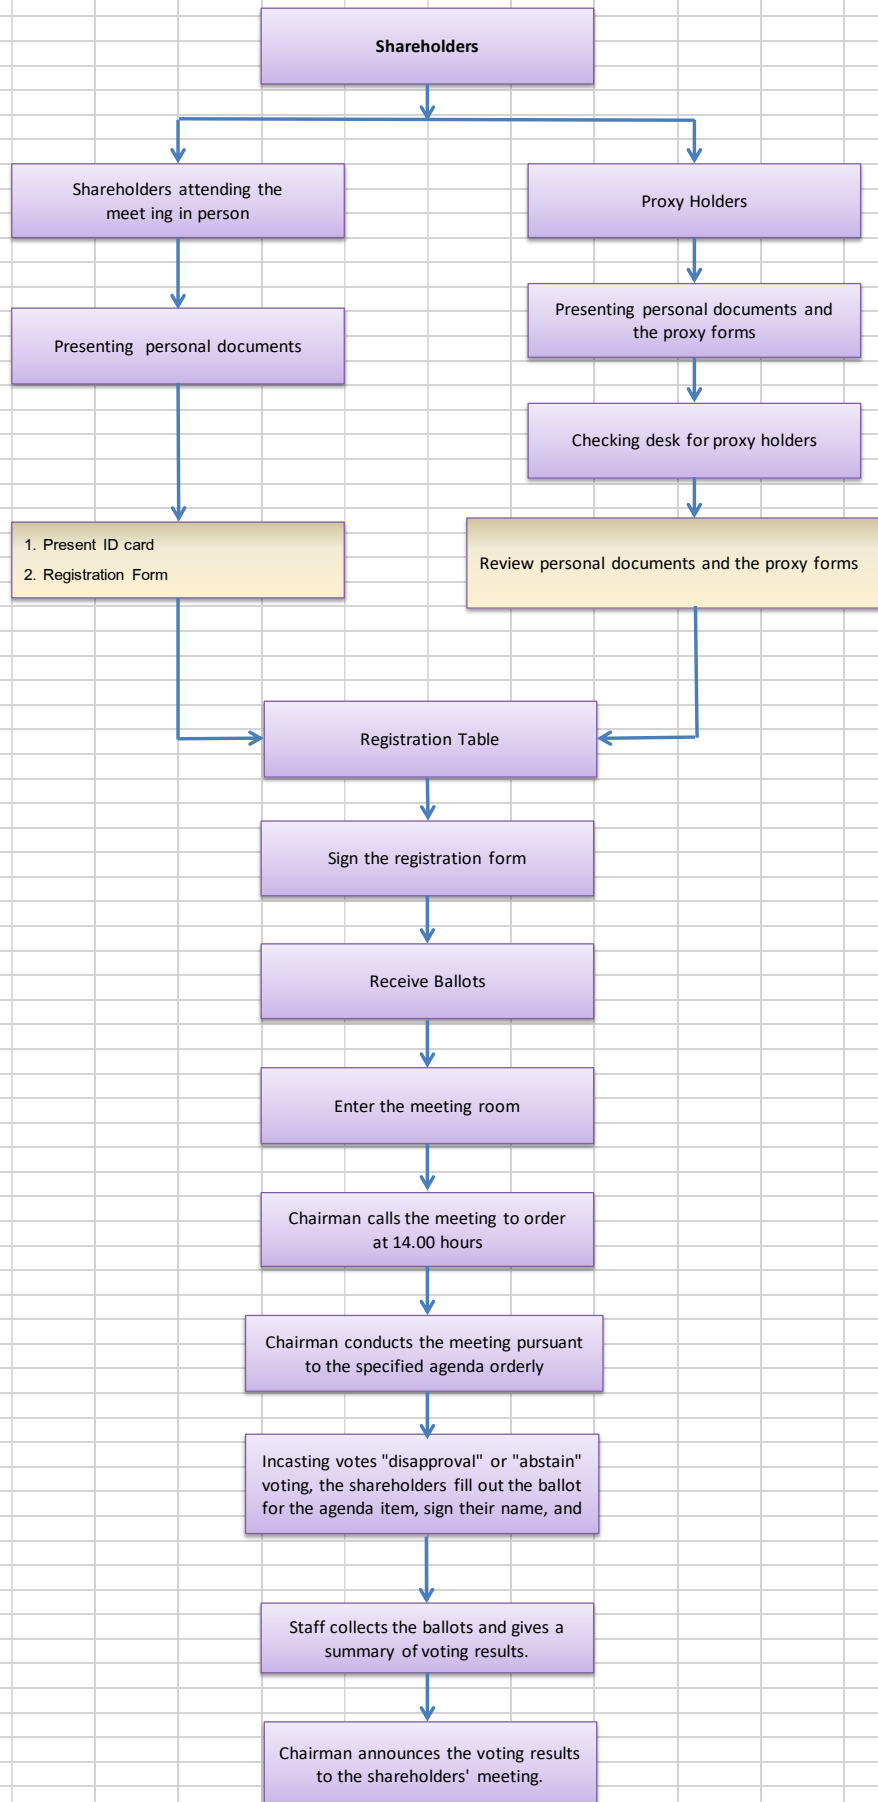 Shareholders
Shareholders attending the
meet ing in person
Proxy Holders
Presenting personal documents
Presenting personal documents and
the proxy forms
Checking desk for proxy holders
1. Present ID card
2. Registration Form
Review personal documents and the proxy forms
Registration Table
Sign the registration form
Receive Ballots
Enter the meeting room
Chairman calls the meeting to order
at 14.00 hours
Chairman conducts the meeting pursuant
to the specified agenda orderly
Incasting votes "disapproval" or "abstain"
voting, the shareholders fill out the ballot
for the agenda item, sign their name, and
Staff collects the ballots and gives a
summary of voting results.
Chairman announces the voting results
to the shareholders' meeting.